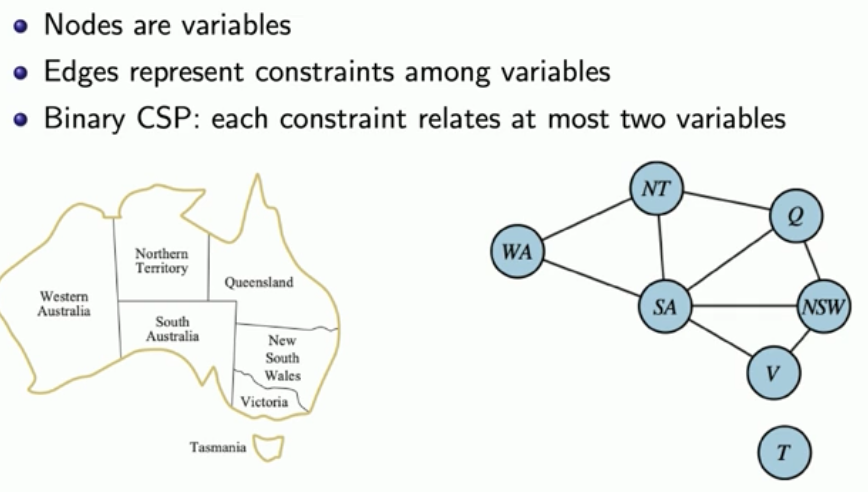 Nodes are variables
Edges represent constraints among variables
Binary CSP: each constraint relates at most two variables
Northern
Territory
Western
Australia
Queensland
South
Australia
New
South
Wales
Victoria
Tasmania
NT
Q
WA
SA
NSW
V
T